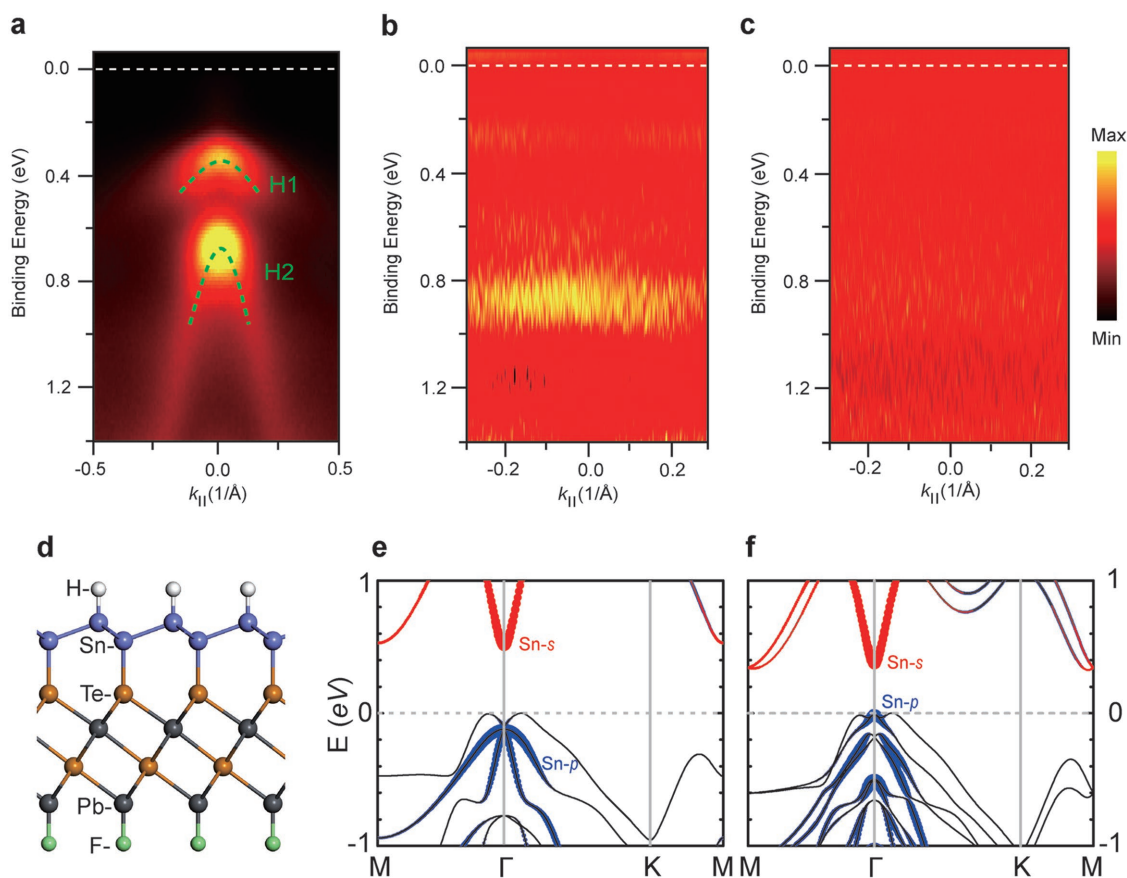 a
b
c
0.0
0.4
0.8
1.2
Binding Energy (eV)
H1
H2
-0.5
0.0
0.5
k||(1/Å)
0.0
0.4
0.8
1.2
Binding Energy (eV)
-0.2
0.0
0.2
k||(1/Å)
0.0
0.4
0.8
1.2
Binding Energy (eV)
-0.2
0.0
0.2
k||(1/Å)
Max
Min
d
H-
Sn-
Te-
Pb-
F-
e
1
0
-1
E (eV)
Sn-s
Sn-p
M
Γ
K
M
f
1
0
-1
Sn-s
Sn-p
M
Γ
K
M